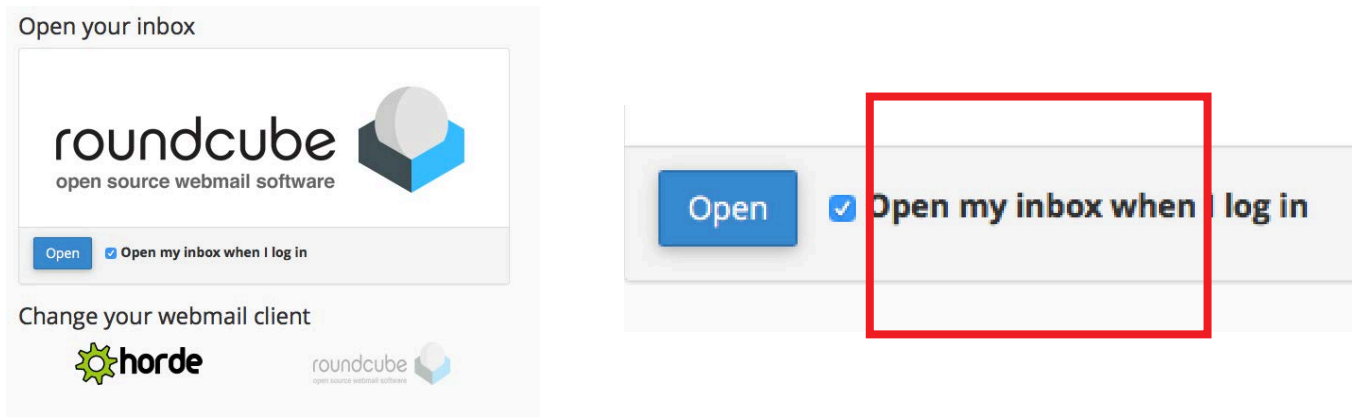 Open your inbox
roundcube
open source webmail software
Open
Open my inbox when I log in
Change your webmail client
horde
roundcube
open source webmail software
Open
Open my inbox when I log in